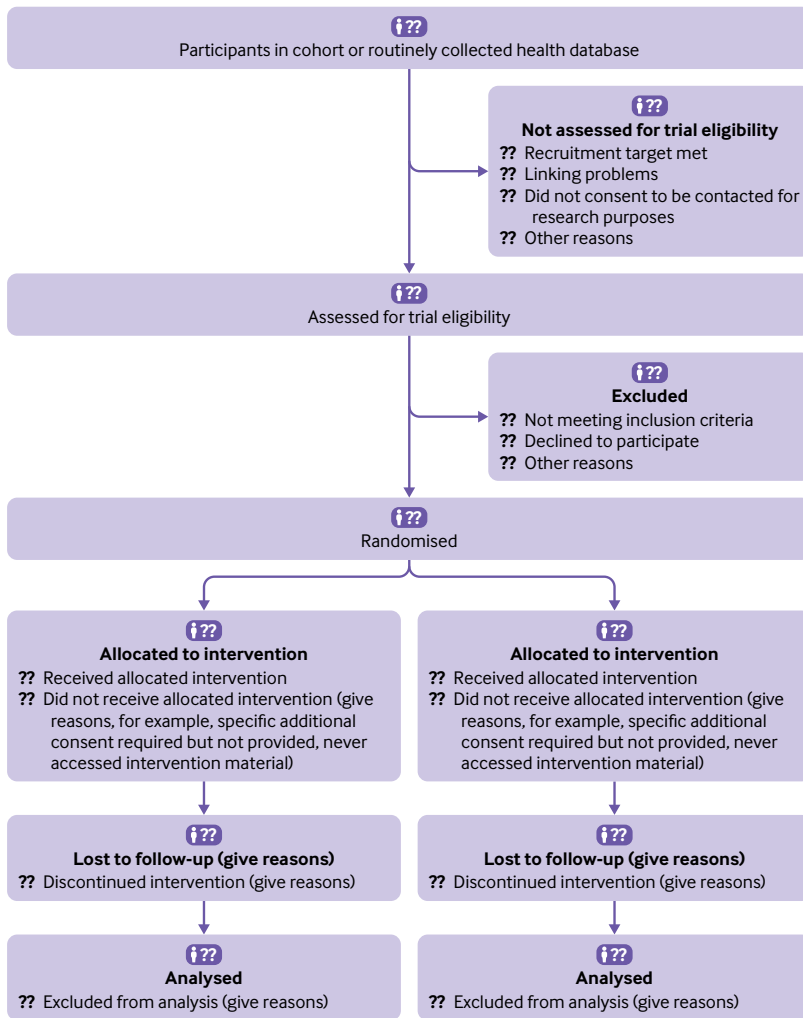 ??
Participants in cohort or routinely collected health database
??
Not assessed for trial eligibility
?? Recruitment target met
?? Linking problems
?? Did not consent to be contacted for
research purposes
?? Other reasons
??
Assessed for trial eligibility
??
Excluded
?? Not meeting inclusion criteria
?? Declined to participate
?? Other reasons
??
Randomised
??
Allocated to intervention
?? Received allocated intervention
?? Did not receive allocated intervention (give
reasons, for example, specific additional
consent required but not provided, never
accessed intervention material)
??
Allocated to intervention
?? Received allocated intervention
?? Did not receive allocated intervention (give
reasons, for example, specific additional
consent required but not provided, never
accessed intervention material)
??
Lost to follow-up (give reasons)
?? Discontinued intervention (give reasons)
??
Lost to follow-up (give reasons)
?? Discontinued intervention (give reasons)
??
Analysed
?? Excluded from analysis (give reasons)
??
Analysed
?? Excluded from analysis (give reasons)